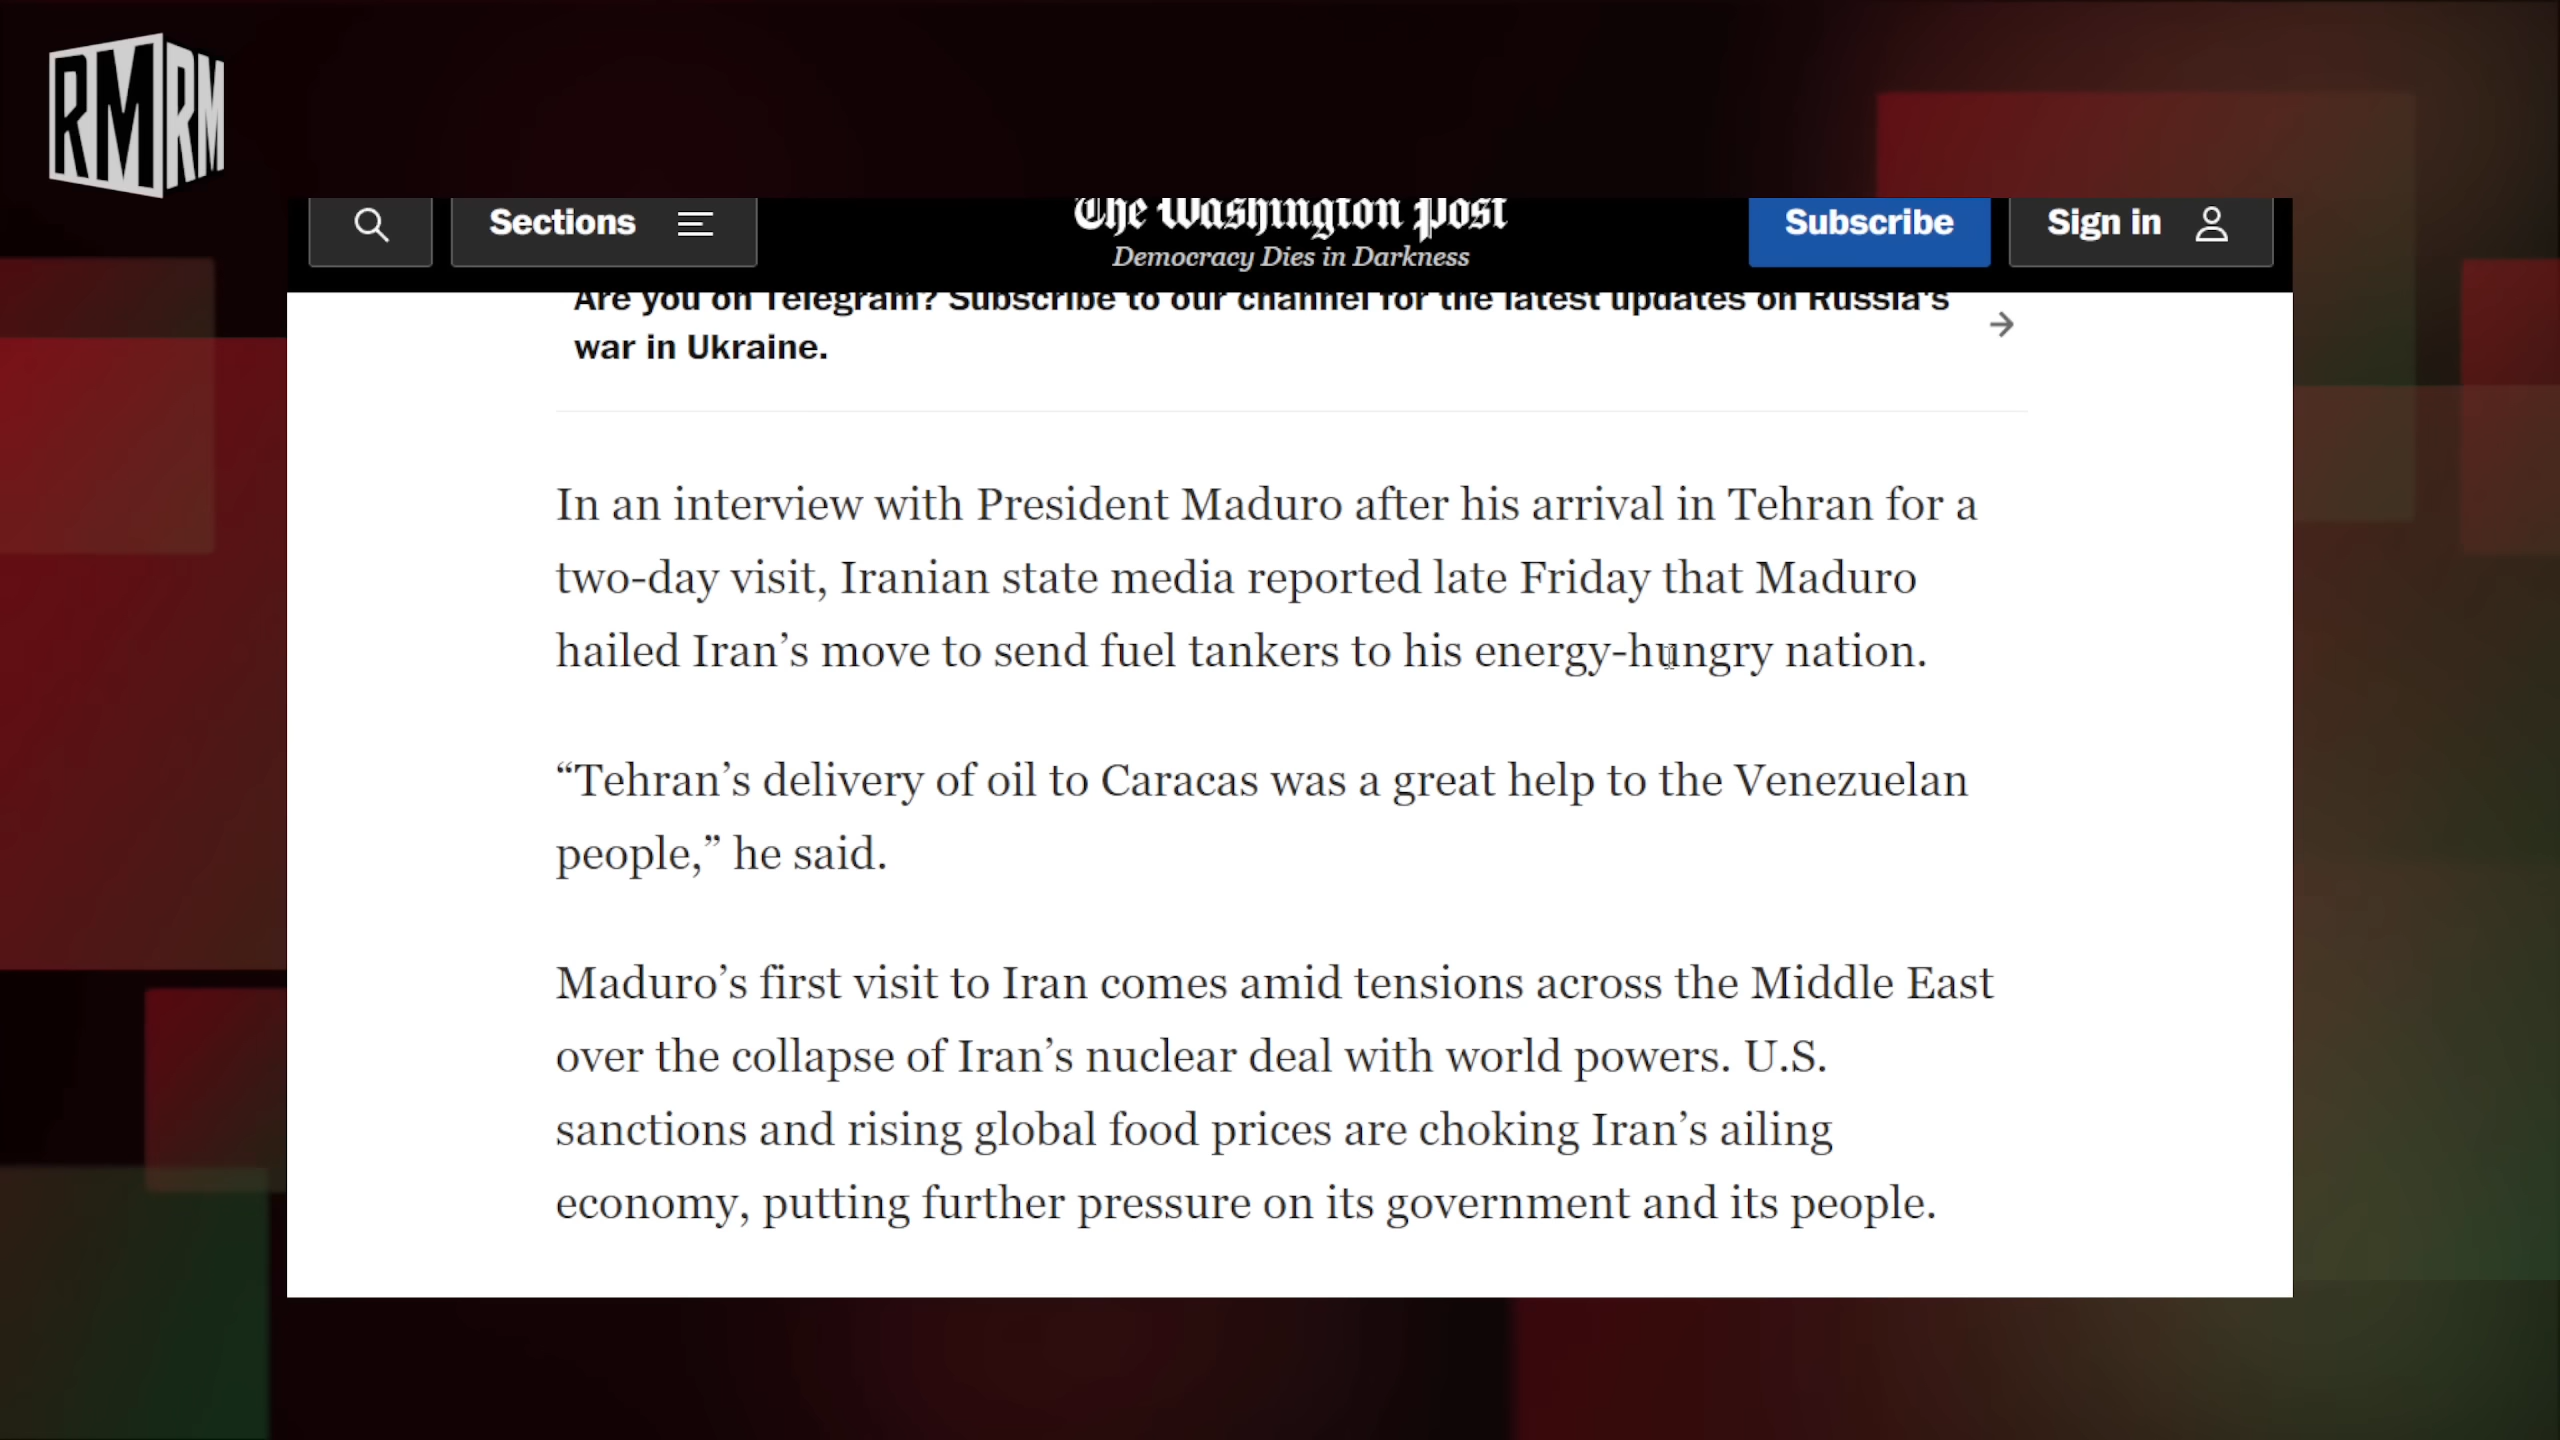 RMRM
Sections
The Washington Post
Democracy Dies in Darkness
Subscribe
Sign in
Are you on Telegram? Subscribe to our channel for the latest updates on Russia's
war in Ukraine.
In an interview with President Maduro after his arrival in Tehran for a
two-day visit, Iranian state media reported late Friday that Maduro
hailed Iran’s move to send fuel tankers to his energy-hungry nation.
“Tehran’s delivery of oil to Caracas was a great help to the Venezuelan
people,” he said.
Maduro’s first visit to Iran comes amid tensions across the Middle East
over the collapse of Iran’s nuclear deal with world powers. U.S.
sanctions and rising global food prices are choking Iran’s ailing
economy, putting further pressure on its government and its people.